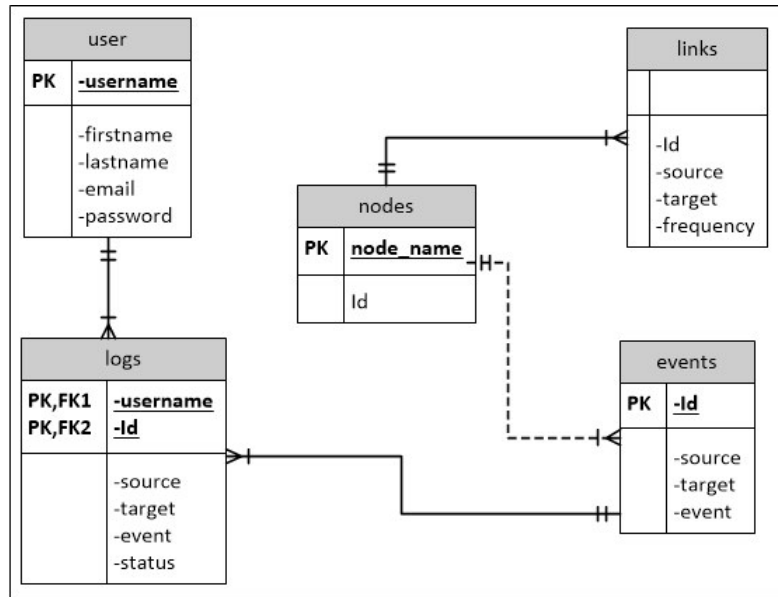 user
PK -username
-firstname
-lastname
-email
-password
links
-Id
-source
-target
-frequency
nodes
PK node_name
Id
logs
PK,FK1 -username
PK,FK2 -Id
-source
-target
-event
-status
events
PK -Id
-source
-target
-event